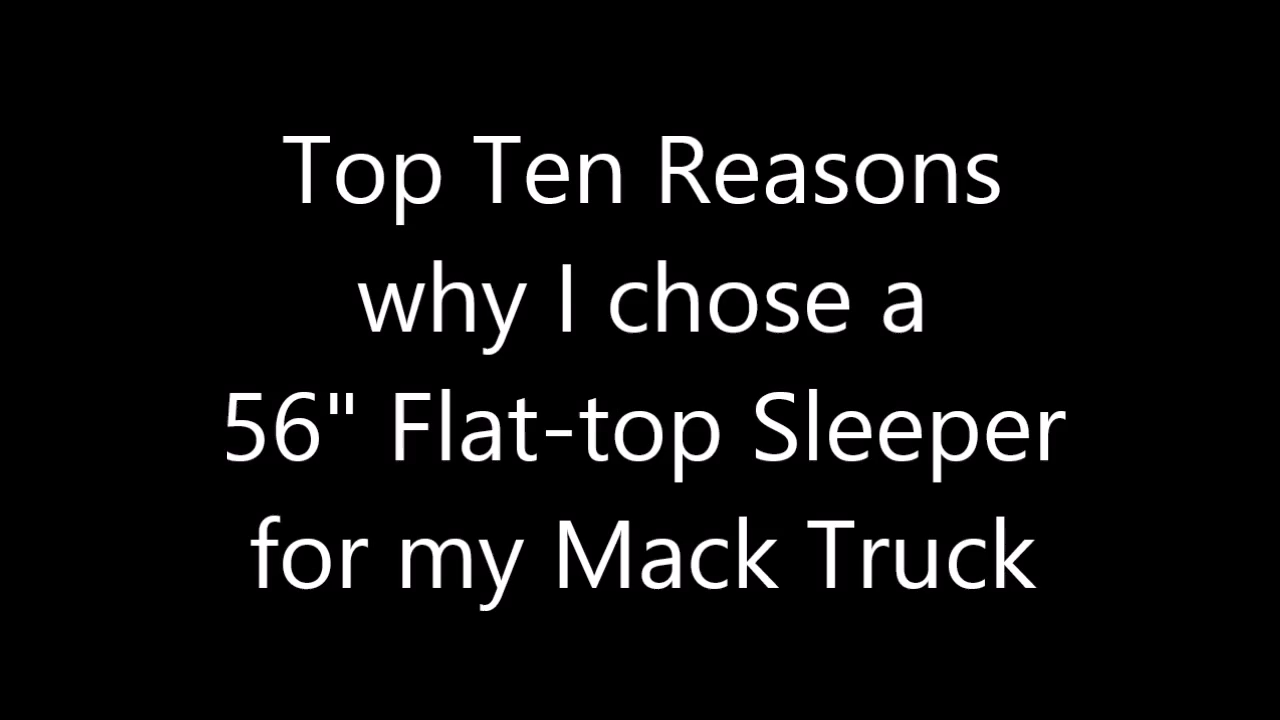 Top Ten Reasons
why I chose a
56" Flat-top Sleeper
for my Mack Truck